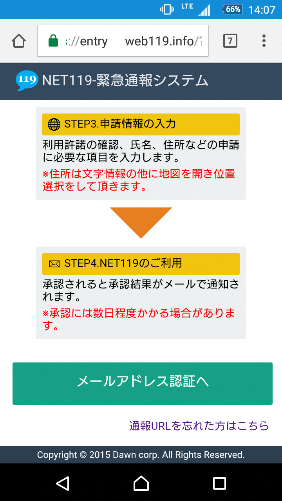 LTE 66% 14:07
://entry web119.info/? 7
119 NET119-緊急通報システム
STEP3.申請情報の入力
利用許諾の確認、氏名、住所などの申請
に必要な項目を入力します。
※住所は文字情報の他に地図を開き位置
選択をして頂きます。
STEP4.NET119のご利用
承認されると承認結果がメールで通知さ
れます。
※承認には数日程度かかる場合がありま
す。
メールアドレス認証へ
通報URLを忘れた方はこちら
Copyright © 2015 Dawn corp. All Rights Reserved.